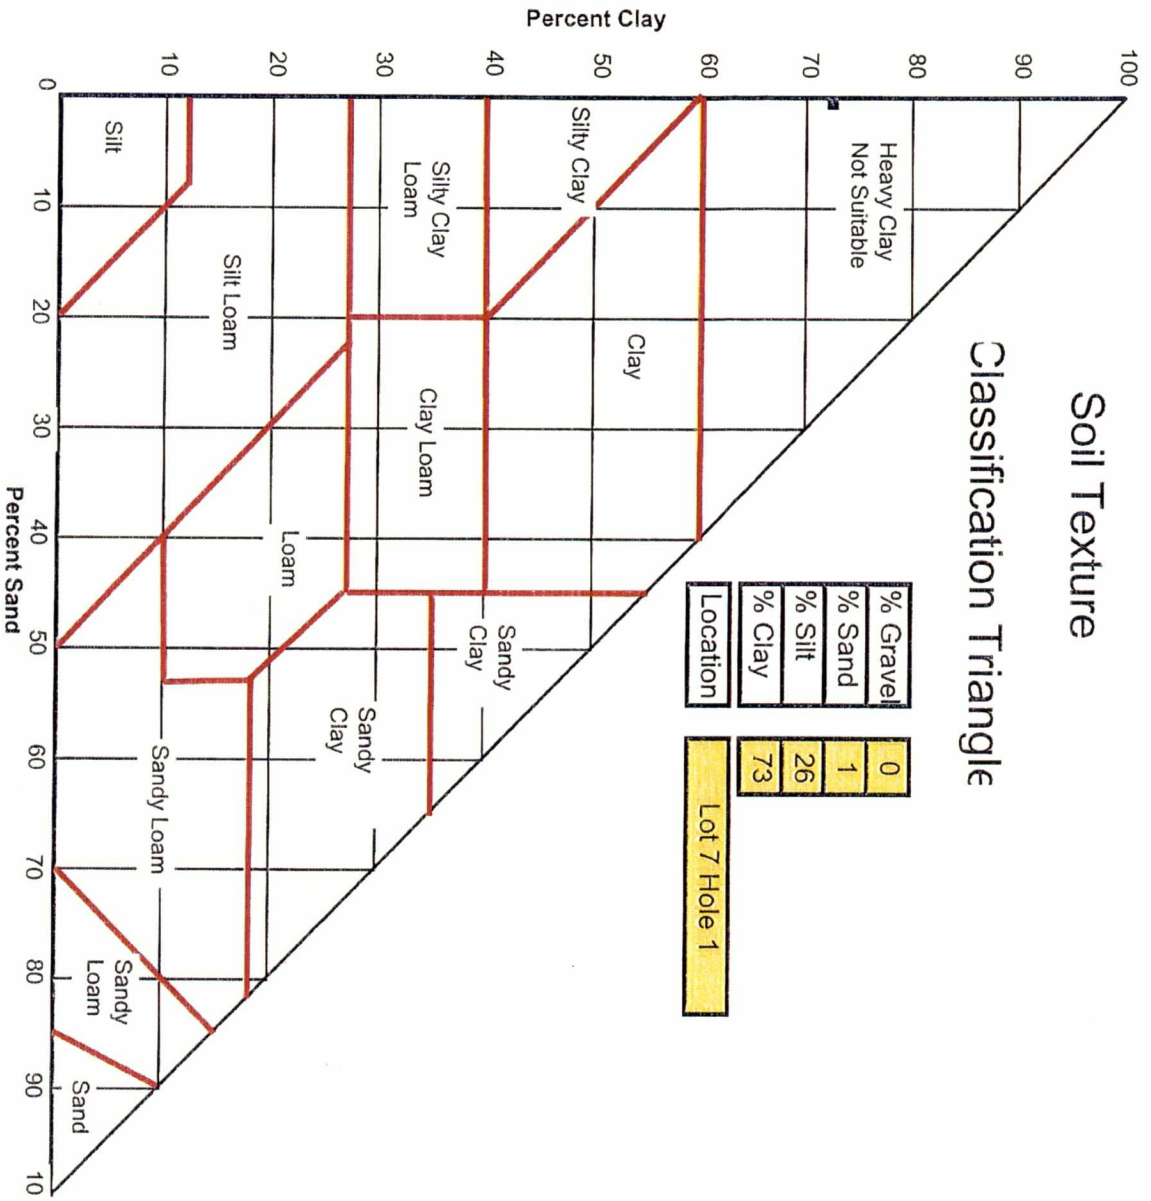 Soil Texture
Classification Triangle
% Gravel 0
% Sand 1
% Silt 26
% Clay 73
Location Lot 7 Hole 1
Percent Clay
100
90
80
70
60
50
40
30
20
10
0
Heavy Clay
Not Suitable
Silty Clay
Clay
Silty Clay
Loam
Clay Loam
Sandy
Clay
Silt
Silt Loam
Loam
Sandy
Clay
Sandy Loam
Sandy
Loam
Sand
10
20
30
40
50
60
70
80
90
10
Percent Sand